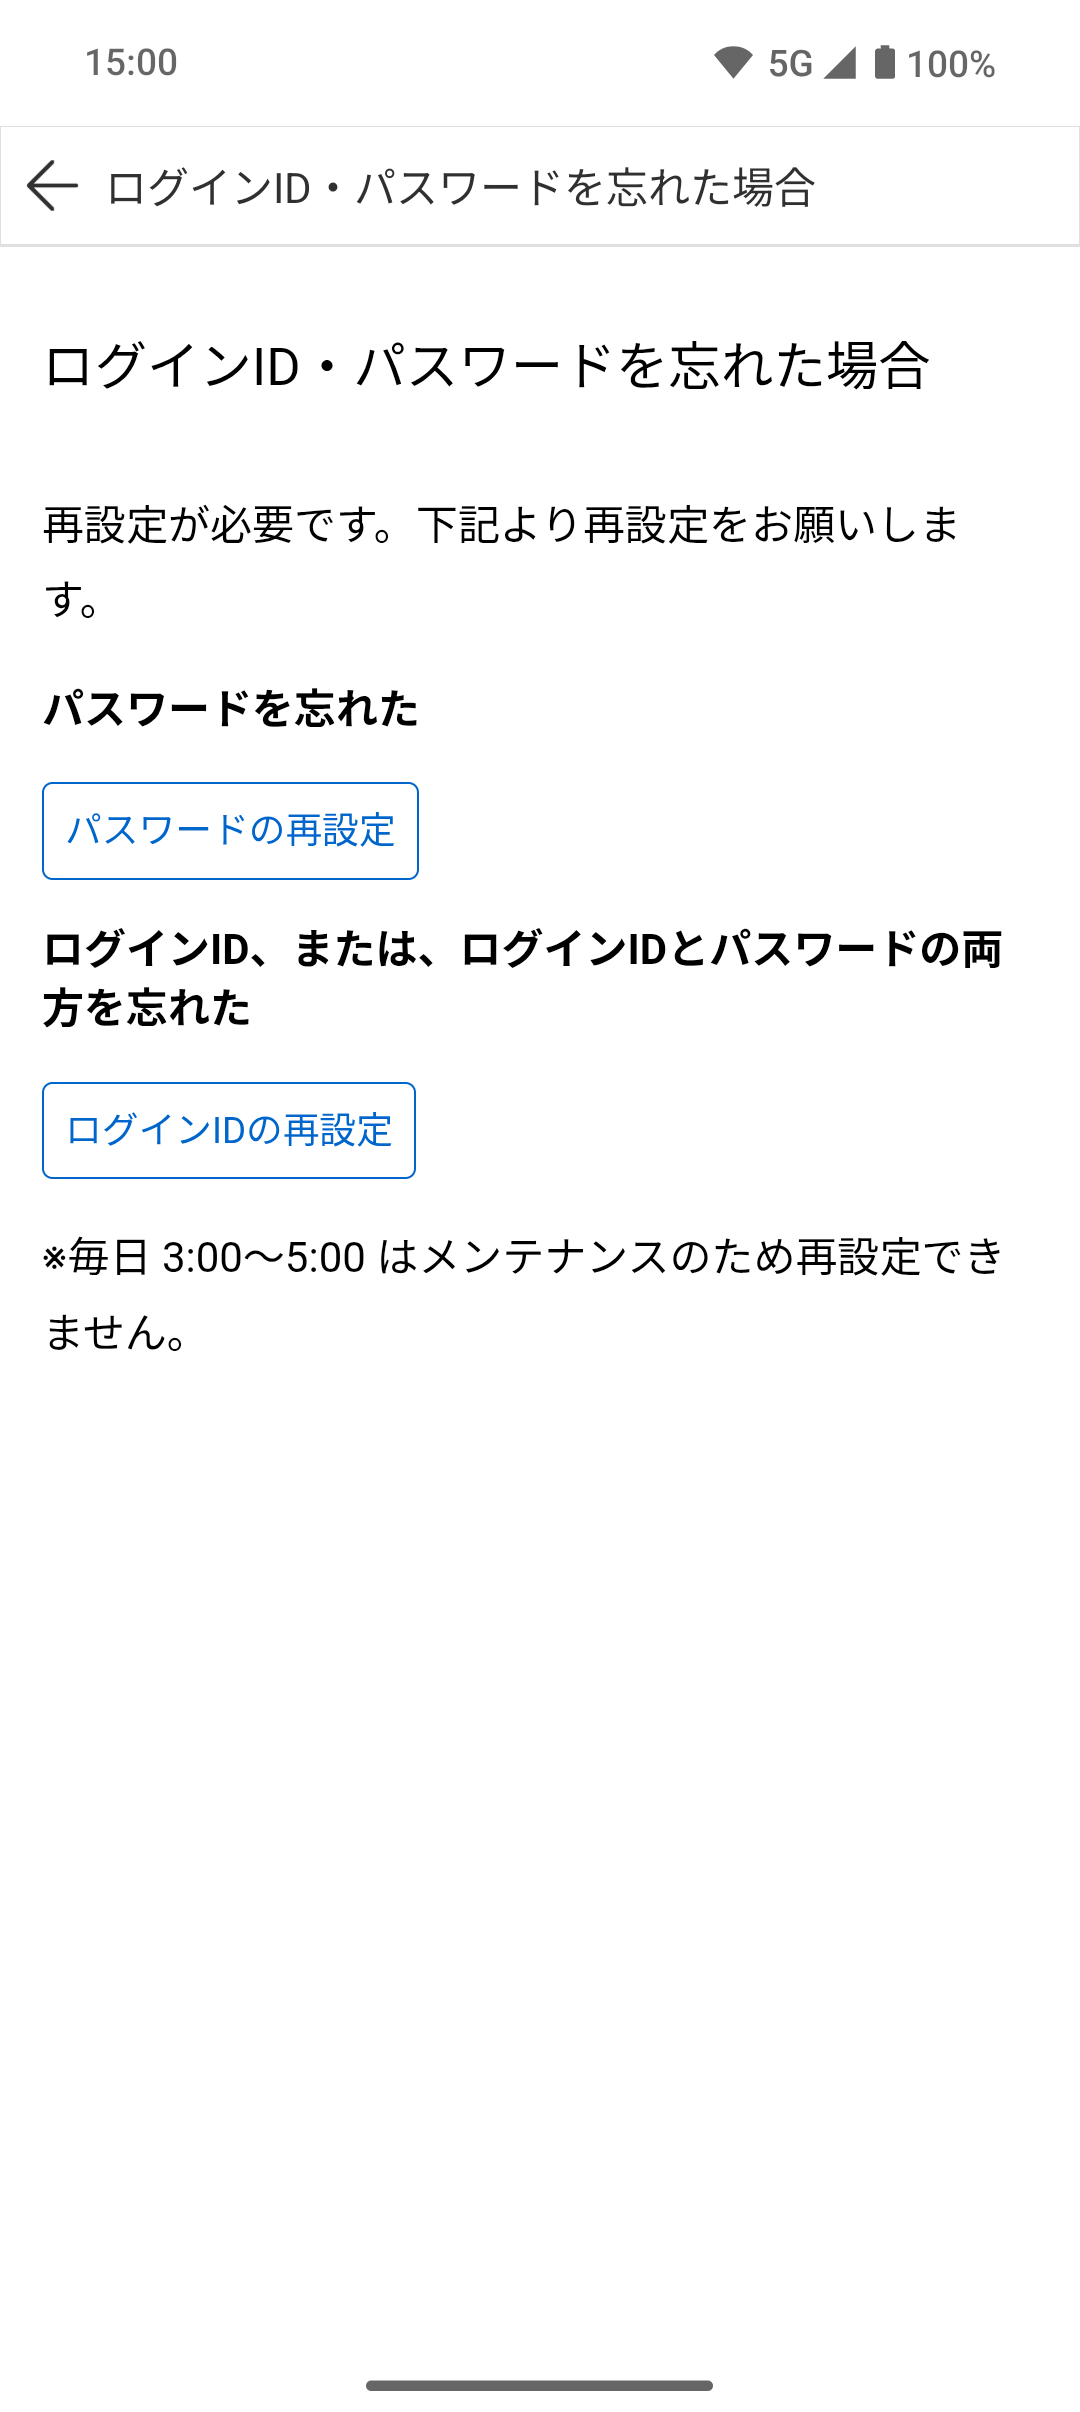 15:00
5G 100%
ログインID・パスワードを忘れた場合
ログインID・パスワードを忘れた場合
再設定が必要です。下記より再設定をお願いしま
す。
パスワードを忘れた
パスワードの再設定
ログインID、または、ログインIDとパスワードの両
方を忘れた
ログインIDの再設定
※毎日 3:00〜5:00 はメンテナンスのため再設定でき
ません。